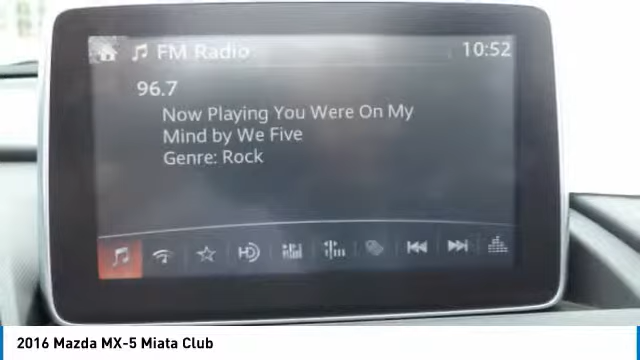 FM Radio 10:52
96.7
Now Playing You Were On My
Mind by We Five
Genre: Rock
HD
2016 Mazda MX-5 Miata Club